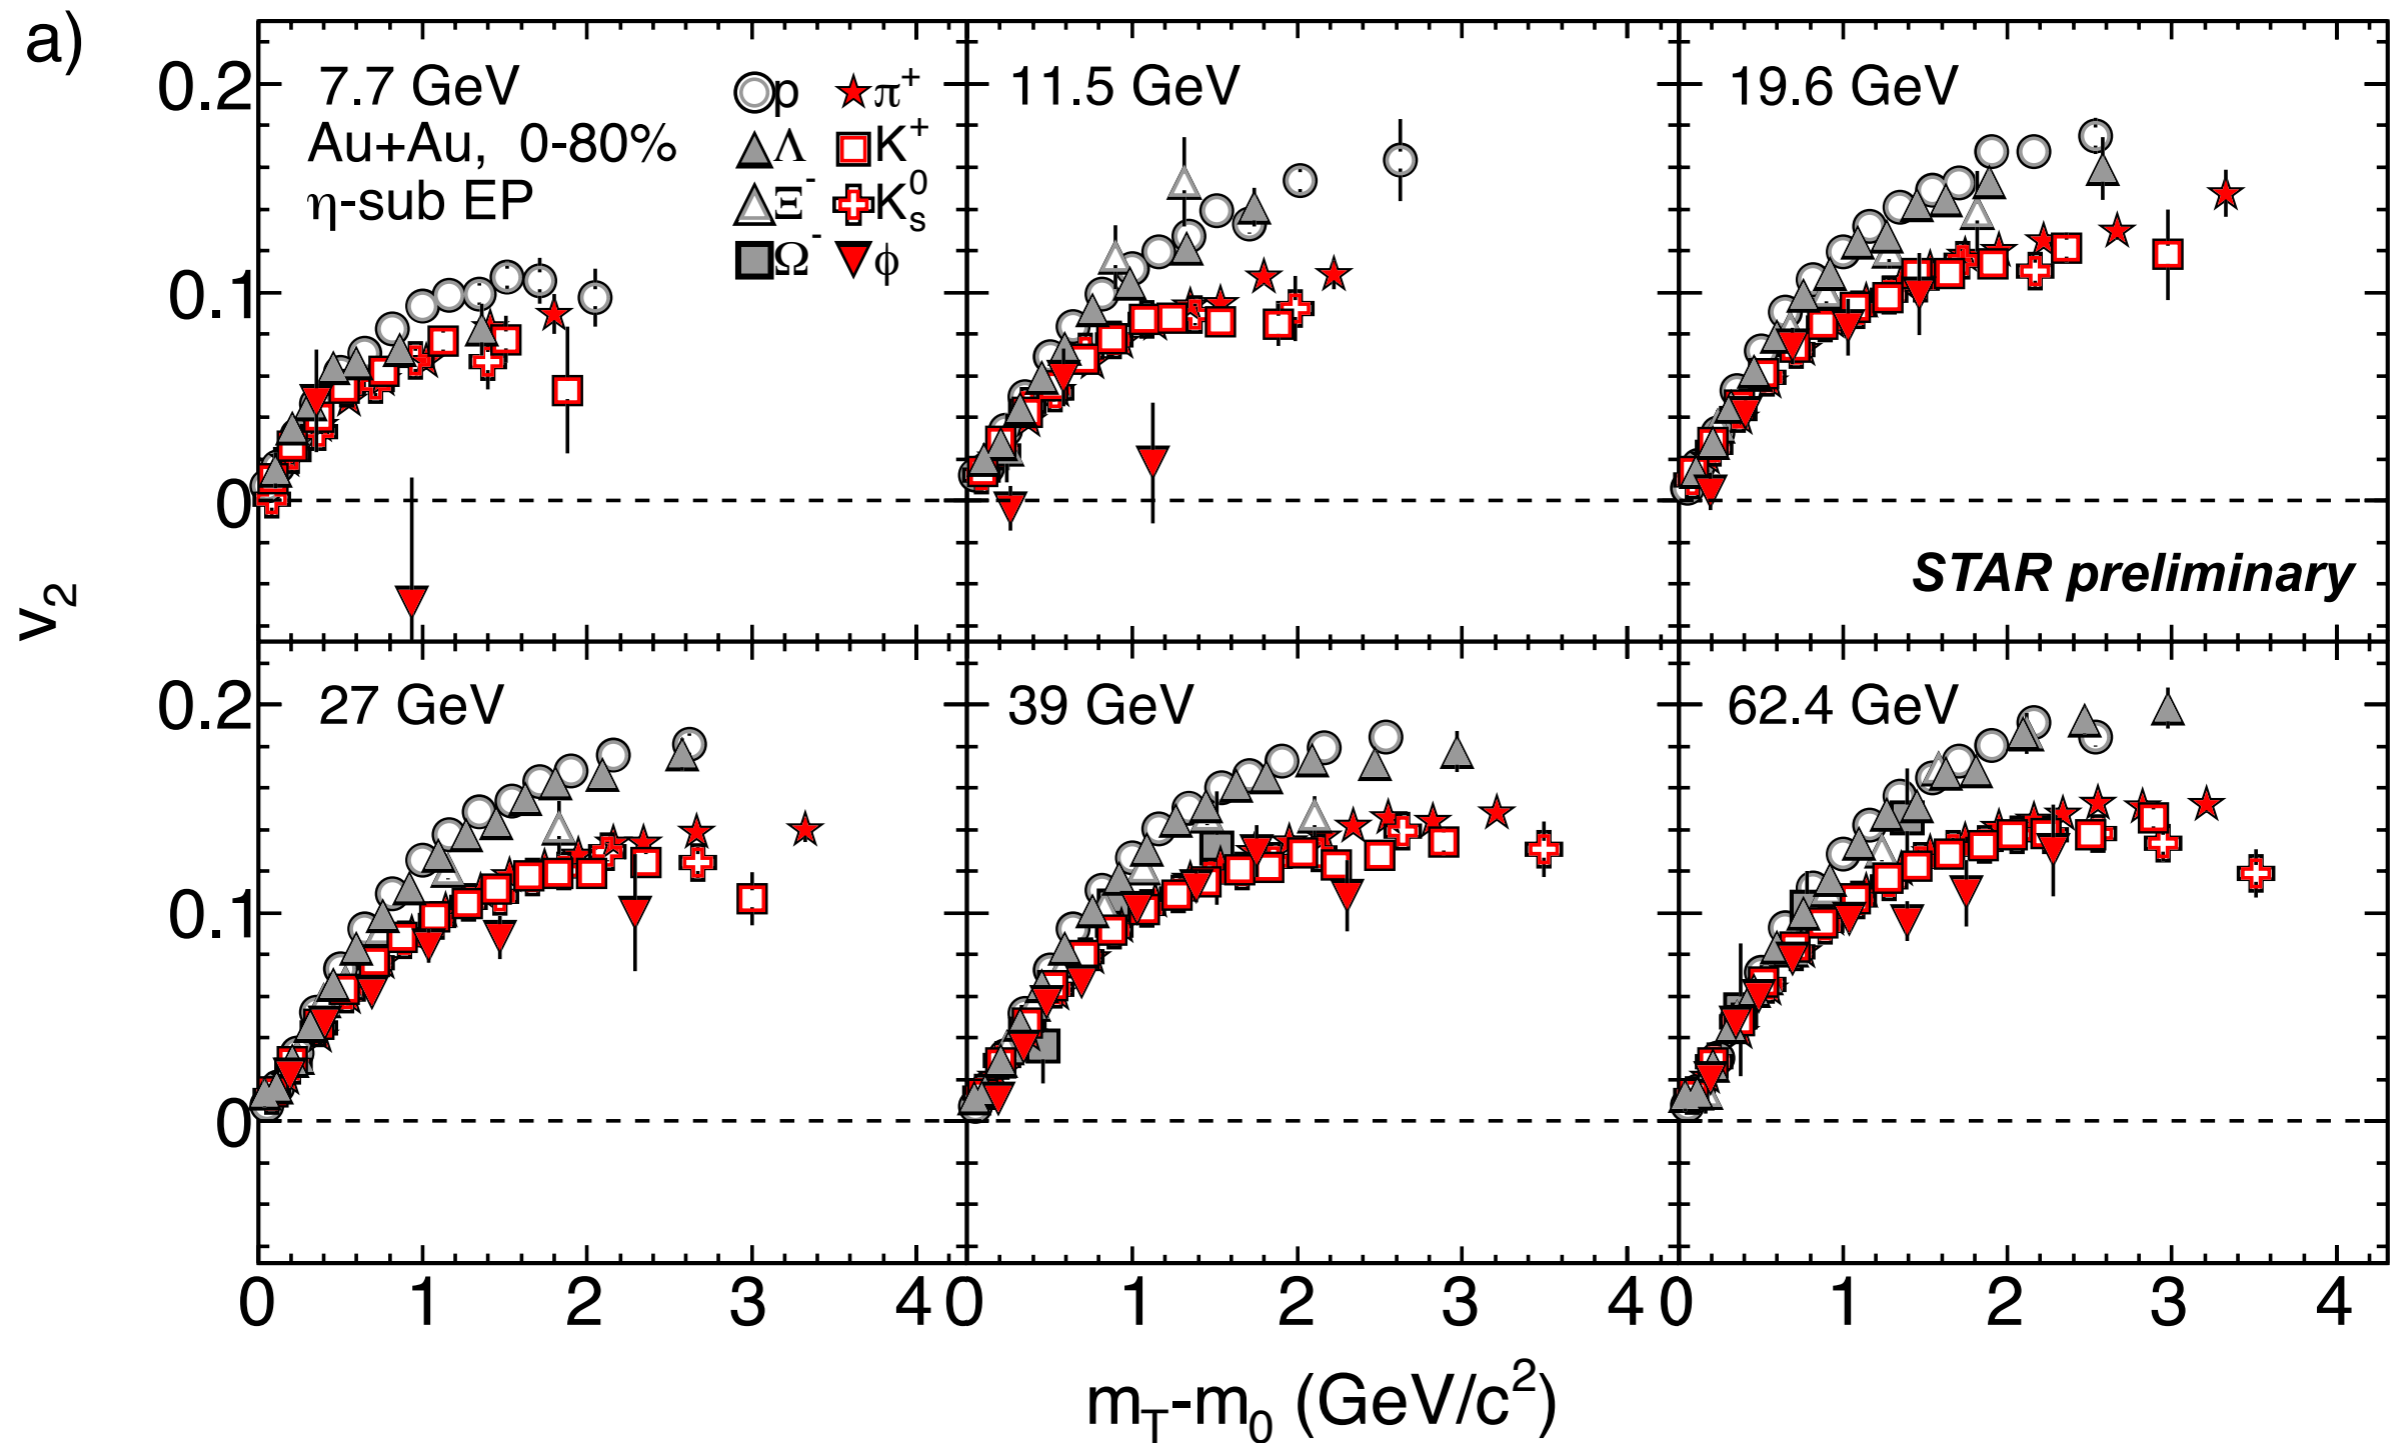 a)
v₂
7.7 GeV
Au+Au, 0-80%
η-sub EP
p π⁺
Λ K⁺
Ξ⁻ K⁰ₛ
Ω⁻ ϕ
11.5 GeV
19.6 GeV
STAR preliminary
0.2
0.1
0
27 GeV
39 GeV
62.4 GeV
0.2
0.1
0
0 1 2 3 4 0 1 2 3 4 0 1 2 3 4
m_T-m₀ (GeV/c²)